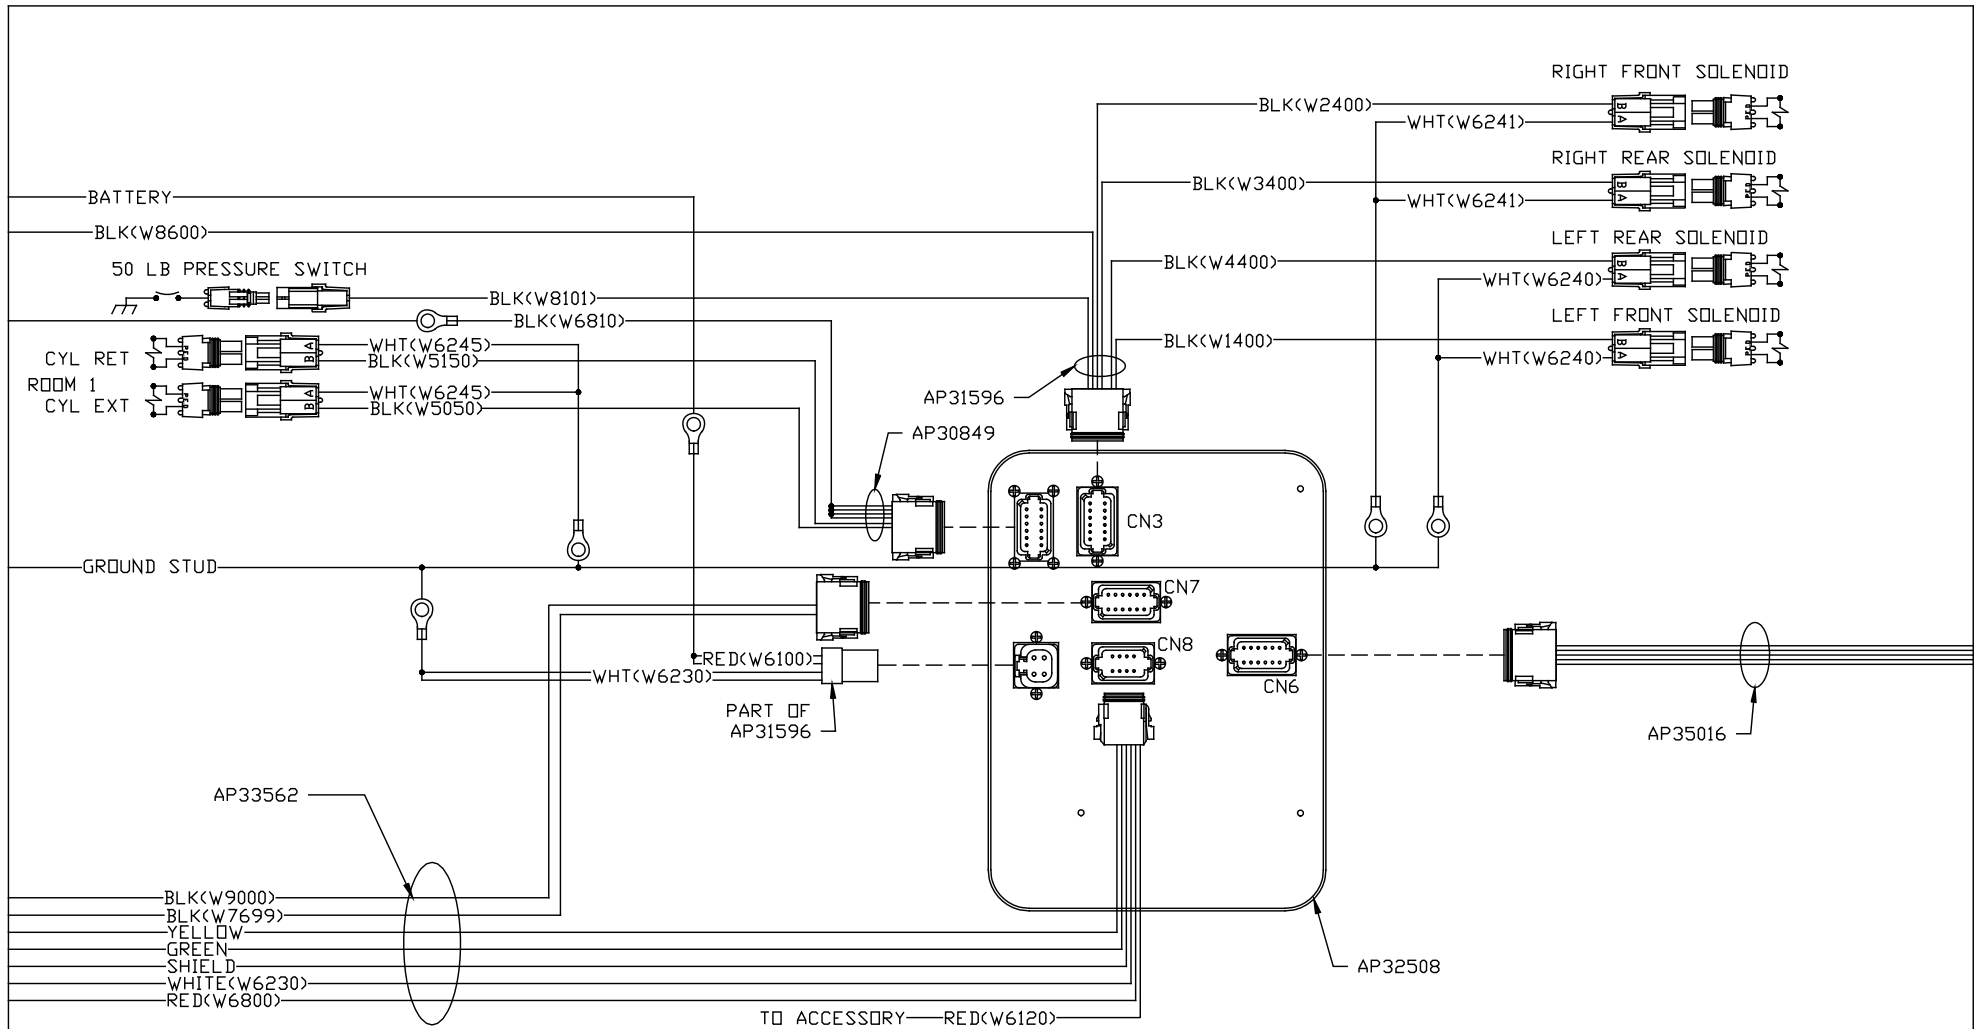 RIGHT FRONT SOLENOID
BLK(W2400)
B
A
WHT(W6241)
RIGHT REAR SOLENOID
BLK(W3400)
B
A
WHT(W6241)
BATTERY
BLK(W8600)
LEFT REAR SOLENOID
BLK(W4400)
B
A
WHT(W6240)
50 LB PRESSURE SWITCH
BLK(W8101)
BLK(W6810)
LEFT FRONT SOLENOID
BLK(W1400)
B
A
WHT(W6240)
CYL RET
A
B
WHT(W6245)
BLK(W5150)
ROOM 1
CYL EXT
A
B
WHT(W6245)
BLK(W5050)
AP31596
AP30849
CN3
GROUND STUD
CN7
CN8
CN6
RED(W6100)
WHT(W6230)
PART OF
AP31596
AP35016
AP33562
BLK(W9000)
BLK(W7699)
YELLOW
GREEN
SHIELD
WHITE(W6230)
RED(W6800)
AP32508
TO ACCESSORY
RED(W6120)